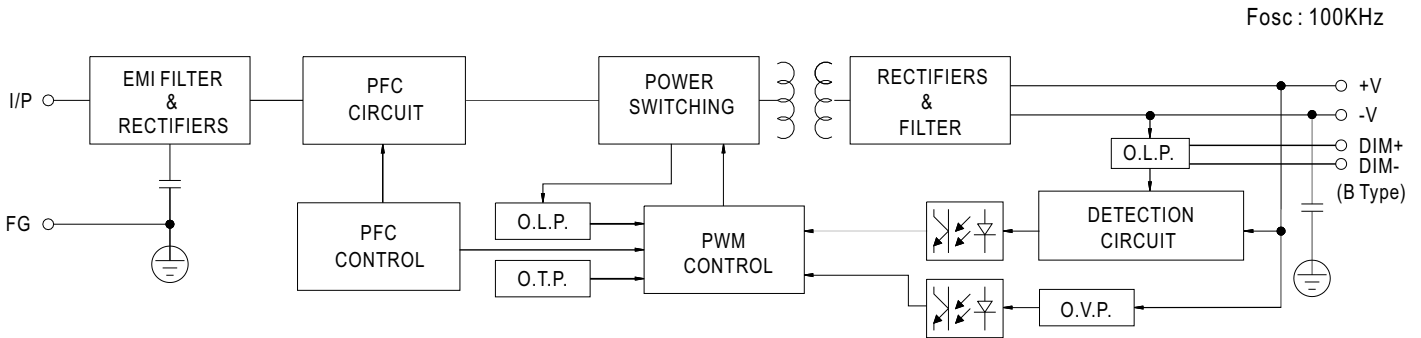 Fosc : 100KHz
I/P
EMI FILTER
&
RECTIFIERS
PFC
CIRCUIT
POWER
SWITCHING
RECTIFIERS
&
FILTER
+V
-V
DIM+
DIM-
(B Type)
O.L.P.
FG
PFC
CONTROL
O.L.P.
O.T.P.
PWM
CONTROL
DETECTION
CIRCUIT
O.V.P.